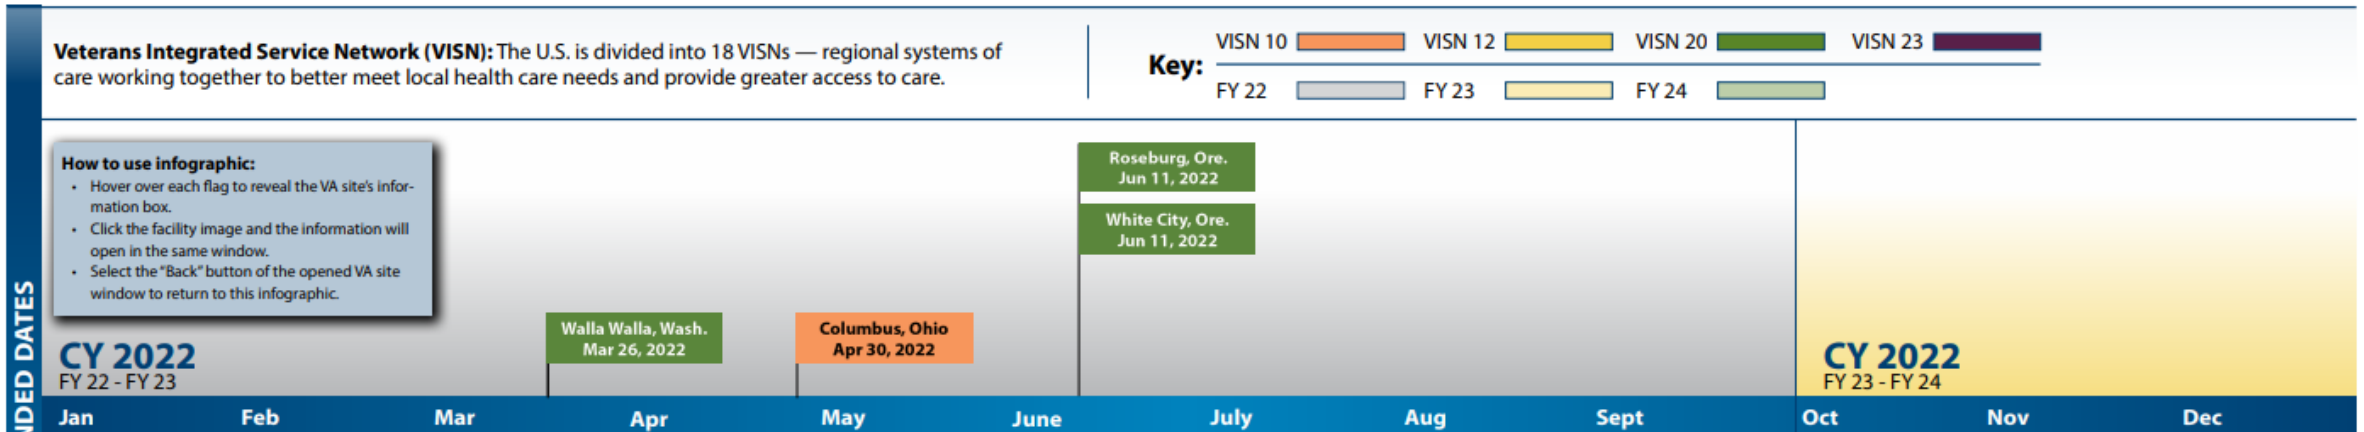 Veterans Integrated Service Network (VISN): The U.S. is divided into 18 VISNs — regional systems of
care working together to better meet local health care needs and provide greater access to care.
Key:
VISN 10 VISN 12 VISN 20 VISN 23
FY 22 FY 23 FY 24
How to use infographic:
• Hover over each flag to reveal the VA site's infor-
mation box.
• Click the facility image and the information will
open in the same window.
• Select the "Back" button of the opened VA site
window to return to this infographic.
Roseburg, Ore.
Jun 11, 2022
White City, Ore.
Jun 11, 2022
Walla Walla, Wash.
Mar 26, 2022
Columbus, Ohio
Apr 30, 2022
CY 2022
FY 22 - FY 23
CY 2022
FY 23 - FY 24
NDED DATES
Jan Feb Mar Apr May June July Aug Sept Oct Nov Dec